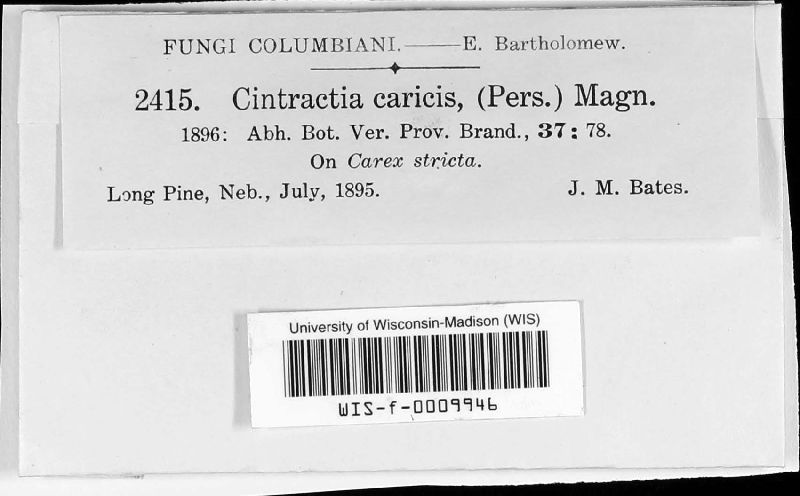 FUNGI COLUMBIANI.——E. Bartholomew.
2415. Cintractia caricis, (Pers.) Magn.
1896: Abh. Bot. Ver. Prov. Brand., 37: 78.
On Carex stricta.
Long Pine, Neb., July, 1895. J. M. Bates.
University of Wisconsin-Madison (WIS)
WIS-f-0009946